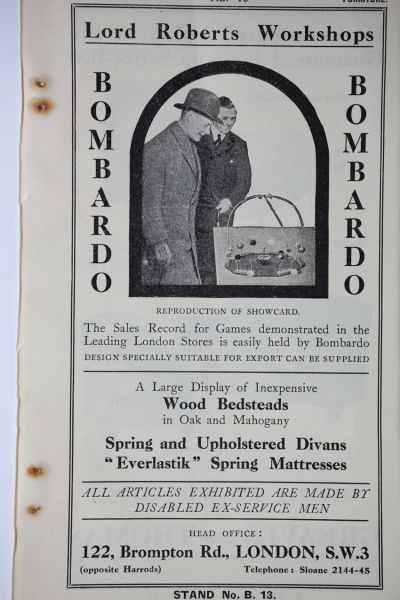 FURNITURE.
Lord Roberts Workshops
BOMBARDO
BOMBARDO
REPRODUCTION OF SHOWCARD.
The Sales Record for Games demonstrated in the
Leading London Stores is easily held by Bombardo
DESIGN SPECIALLY SUITABLE FOR EXPORT CAN BE SUPPLIED
A Large Display of Inexpensive
Wood Bedsteads
in Oak and Mahogany
Spring and Upholstered Divans
"Everlastik" Spring Mattresses
ALL ARTICLES EXHIBITED ARE MADE BY
DISABLED EX-SERVICE MEN
HEAD OFFICE :
122, Brompton Rd., LONDON, S.W.3
(opposite Harrods) Telephone : Sloane 2144-45
STAND No. B. 13.